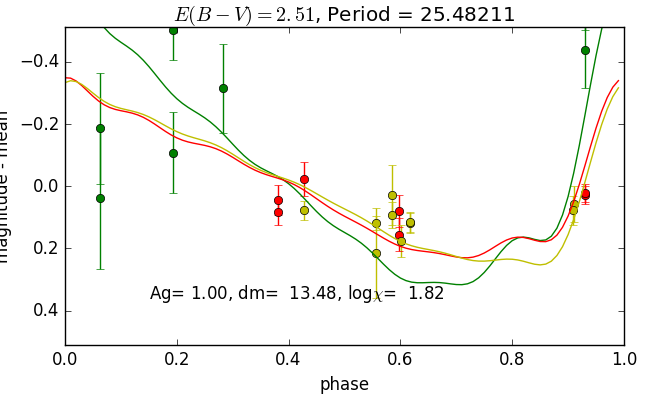 E(B − V) = 2.51, Period = 25.48211
−0.4
−0.2
0.0
0.2
0.4
magnitude - mean
Ag= 1.00, dm= 13.48, logχ= 1.82
0.0 0.2 0.4 0.6 0.8 1.0
phase